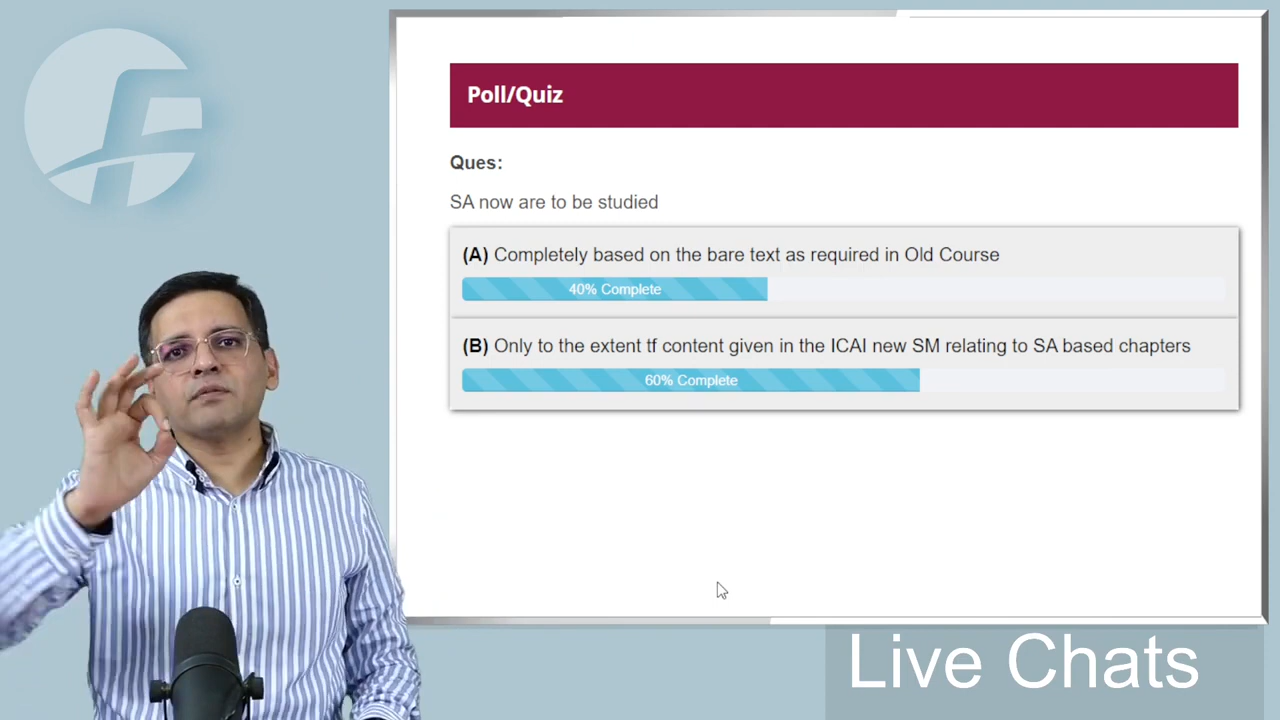 Poll/Quiz
Ques:
SA now are to be studied
(A) Completely based on the bare text as required in Old Course
40% Complete
(B) Only to the extent tf content given in the ICAI new SM relating to SA based chapters
60% Complete
Live Chats